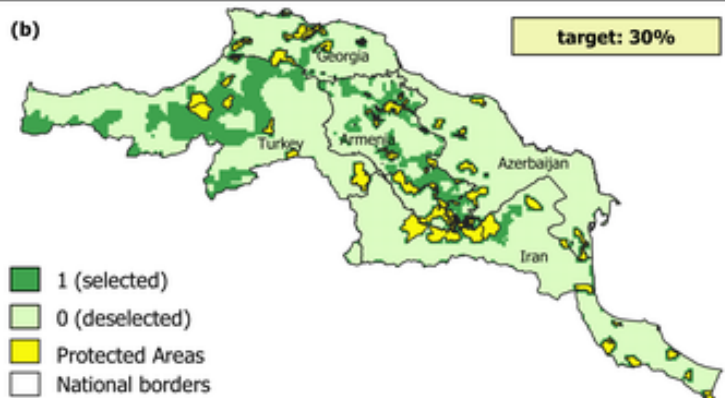 (b)
target: 30%
Georgia
Turkey
Armenia
Azerbaijan
Iran
1 (selected)
0 (deselected)
Protected Areas
National borders